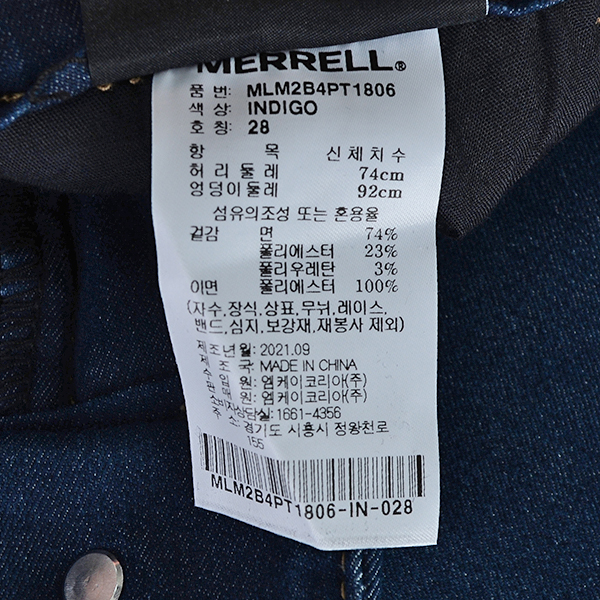 MERRELL®
품 번: MLM2B4PT1806
색 상: INDIGO
호 칭: 28
항 목 신체치수
허리둘레 74cm
엉덩이둘레 92cm
섬유의조성 또는 혼용율
겉감 면 74%
폴리에스터 23%
폴리우레탄 3%
이면 폴리에스터 100%
(자수,장식,상표,무늬,레이스,
밴드,심지,보강재,재봉사 제외)
제조년월: 2021.09
제 조 국: MADE IN CHINA
원: 엠케이코리아(주)
원: 엠케이코리아(주)
상담실: 1661-4356
주 소: 경기도 시흥시 정왕천로
155
MLM2B4PT1806-IN-028